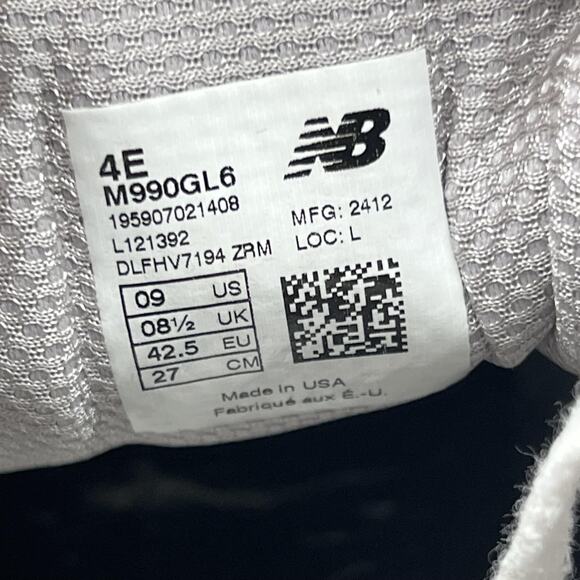 4E
M990GL6
195907021408
L121392
DLFHV7194 ZRM
NB
MFG: 2412
LOC: L
09 US
08½ UK
42.5 EU
27 CM
Made in USA
Fabriqué aux É.-U.